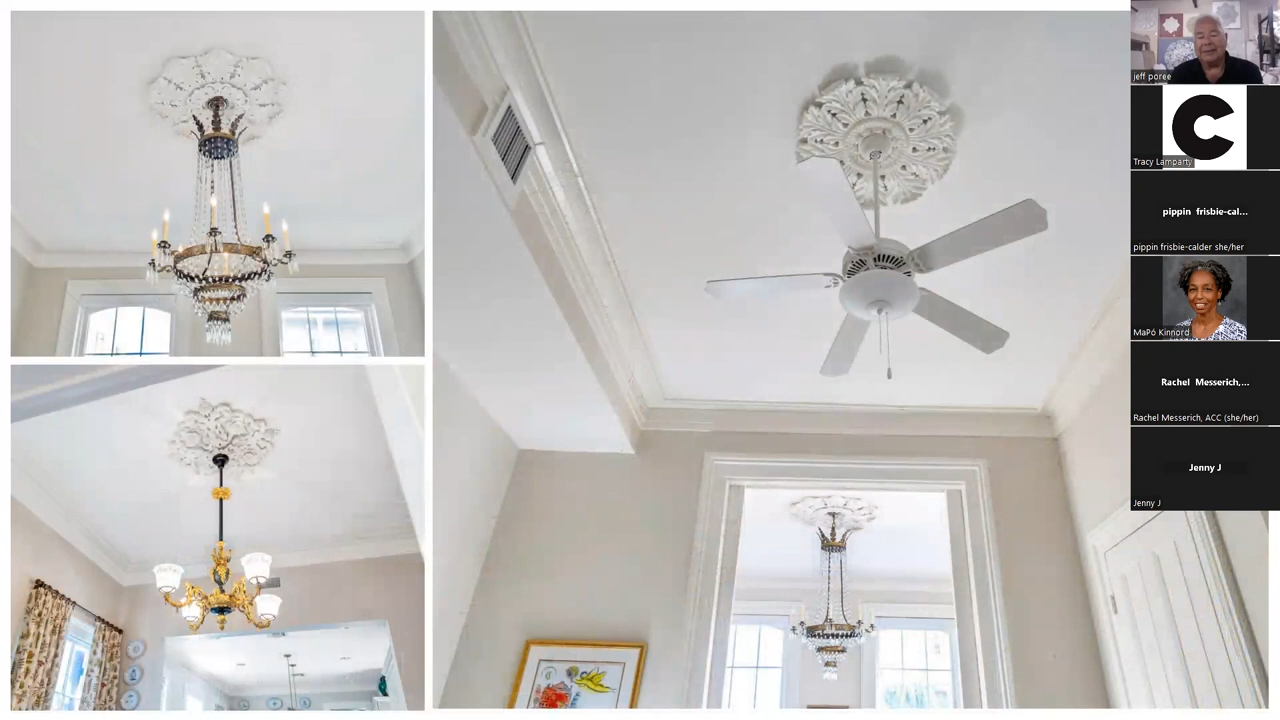 jeff poree
Tracy Lamparty
pippin frisbie-cal...
pippin frisbie-calder she/her
MaPó Kinnord
Rachel Messerich,...
Rachel Messerich, ACC (she/her)
Jenny J
Jenny J